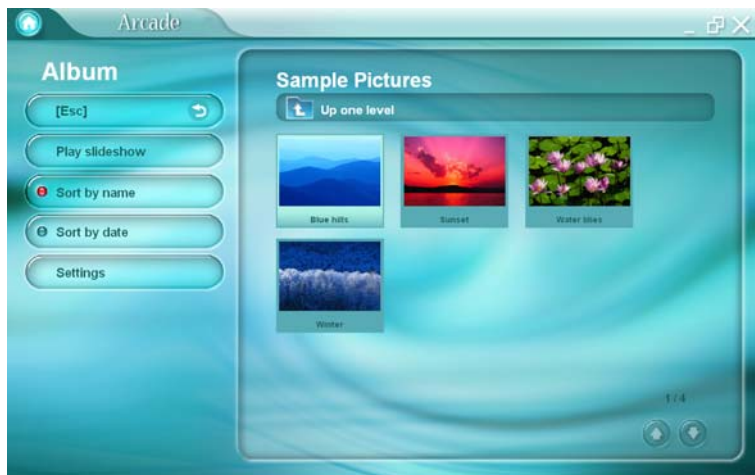 Arcade
Album
[Esc]
Play slideshow
Sort by name
Sort by date
Settings
Sample Pictures
Up one level
Blue hills
Sunset
Water lilies
Winter
1/4